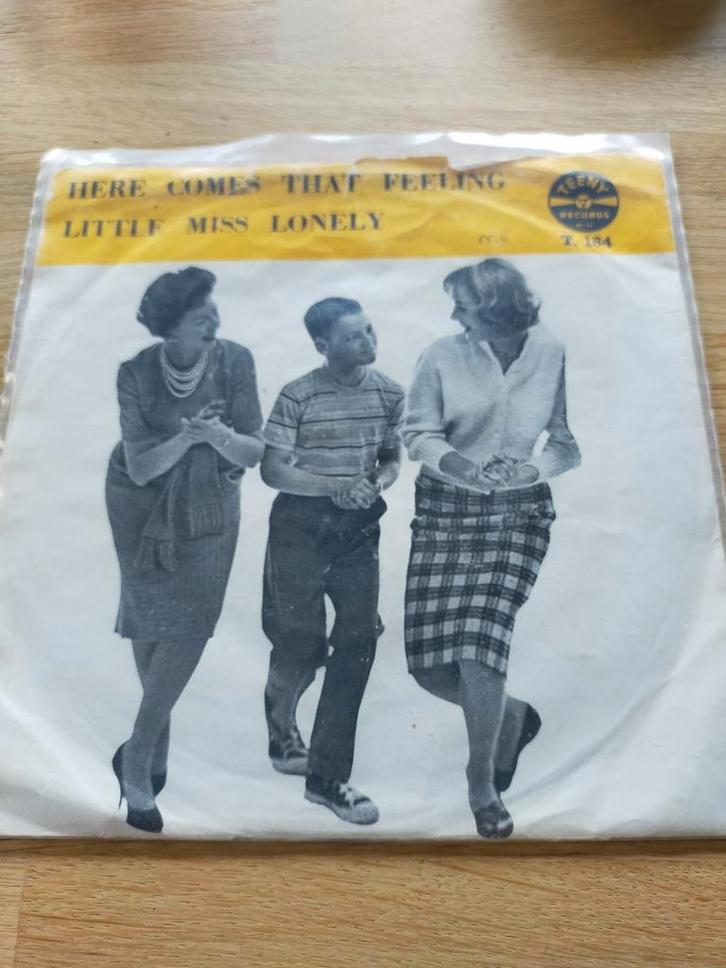 HERE COMES THAT FEELING
LITTLE MISS LONELY
TEENY
RECORDS
T. 184